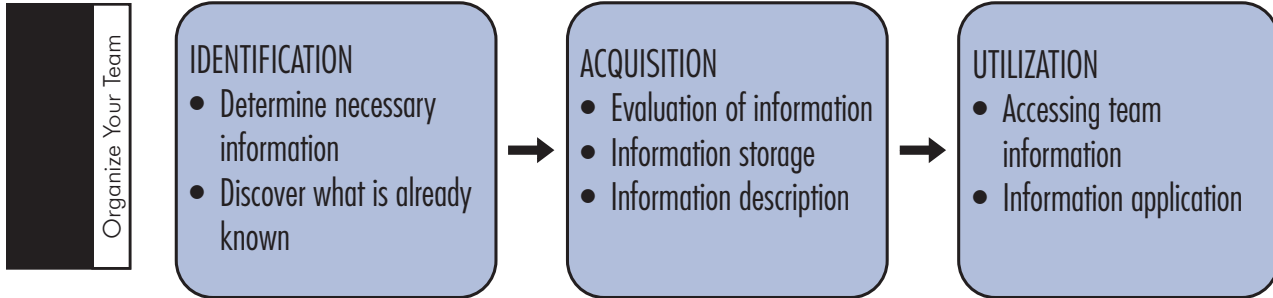 Organize Your Team
IDENTIFICATION
• Determine necessary
information
• Discover what is already
known
ACQUISITION
• Evaluation of information
• Information storage
• Information description
UTILIZATION
• Accessing team
information
• Information application